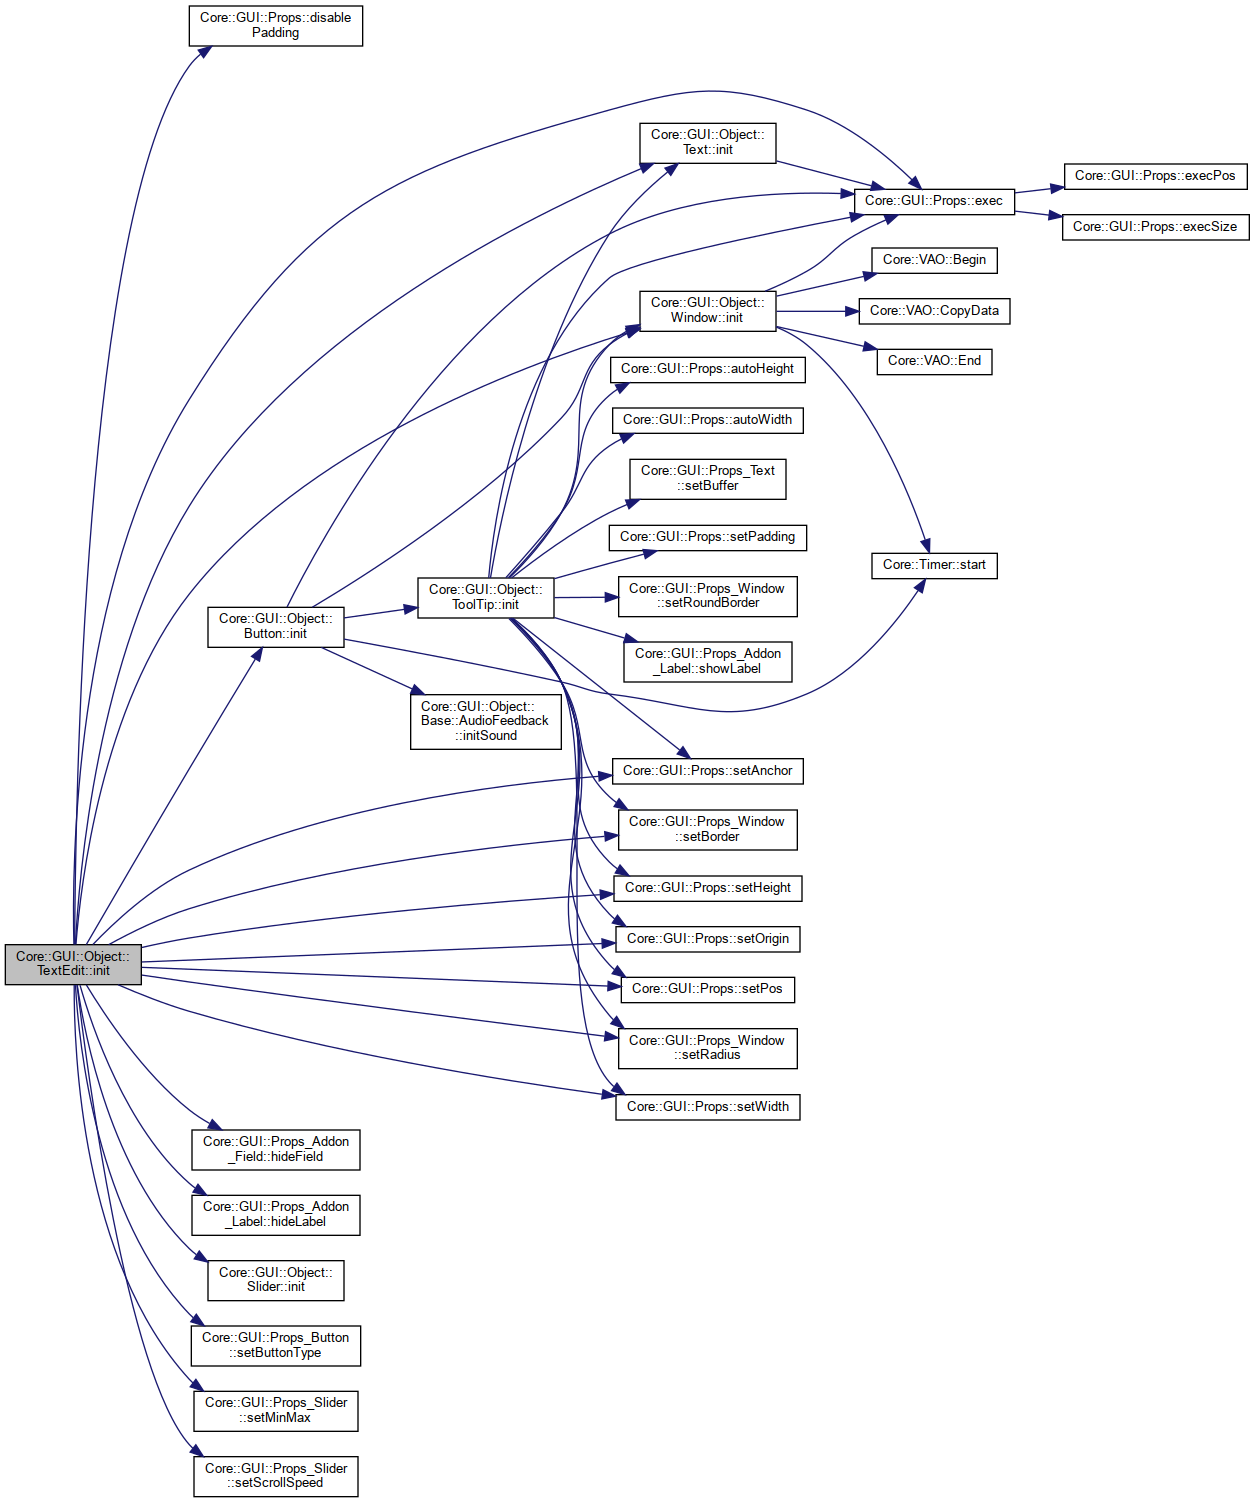 Core::GUI::Props::disable
Padding
Core::GUI::Object::
Text::init
Core::GUI::Props::exec
Core::GUI::Props::execPos
Core::GUI::Props::execSize
Core::VAO::Begin
Core::GUI::Object::
Window::init
Core::VAO::CopyData
Core::VAO::End
Core::GUI::Props::autoHeight
Core::GUI::Props::autoWidth
Core::GUI::Props_Text
::setBuffer
Core::GUI::Props::setPadding
Core::Timer::start
Core::GUI::Object::
ToolTip::init
Core::GUI::Props_Window
::setRoundBorder
Core::GUI::Object::
Button::init
Core::GUI::Props_Addon
_Label::showLabel
Core::GUI::Object::
Base::AudioFeedback
::initSound
Core::GUI::Props::setAnchor
Core::GUI::Props_Window
::setBorder
Core::GUI::Props::setHeight
Core::GUI::Props::setOrigin
Core::GUI::Object::
TextEdit::init
Core::GUI::Props::setPos
Core::GUI::Props_Window
::setRadius
Core::GUI::Props::setWidth
Core::GUI::Props_Addon
_Field::hideField
Core::GUI::Props_Addon
_Label::hideLabel
Core::GUI::Object::
Slider::init
Core::GUI::Props_Button
::setButtonType
Core::GUI::Props_Slider
::setMinMax
Core::GUI::Props_Slider
::setScrollSpeed